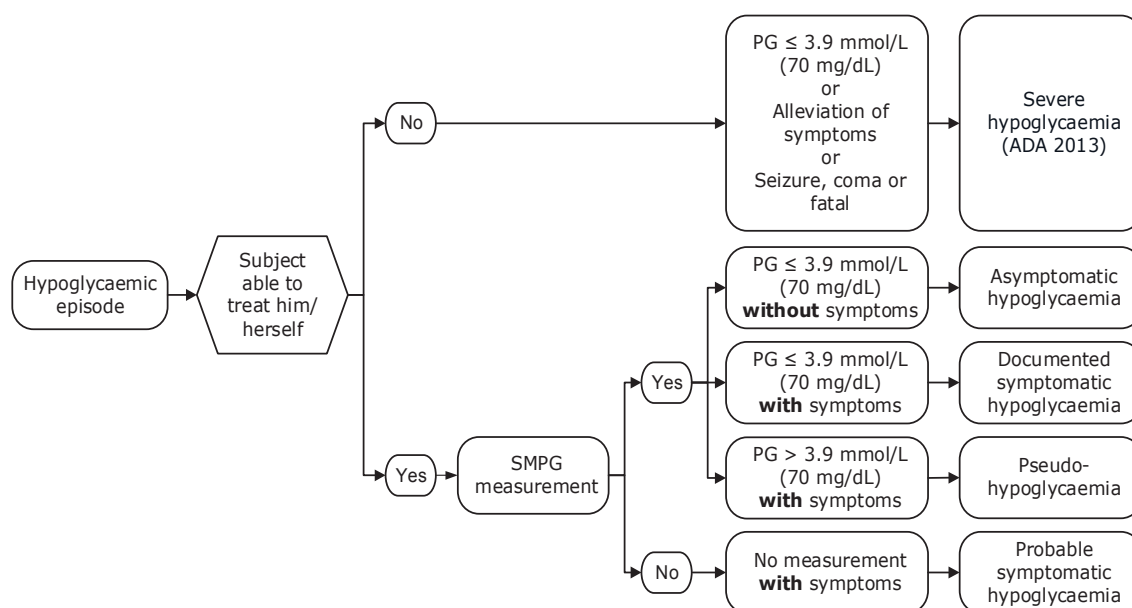 Hypoglycaemic
episode
Subject
able to
treat him/
herself
No
PG ≤ 3.9 mmol/L
(70 mg/dL)
or
Alleviation of
symptoms
or
Seizure, coma or
fatal
Severe
hypoglycaemia
(ADA 2013)
Yes
SMPG
measurement
Yes
PG ≤ 3.9 mmol/L
(70 mg/dL)
without symptoms
Asymptomatic
hypoglycaemia
PG ≤ 3.9 mmol/L
(70 mg/dL)
with symptoms
Documented
symptomatic
hypoglycaemia
PG > 3.9 mmol/L
(70 mg/dL)
with symptoms
Pseudo-
hypoglycaemia
No
No measurement
with symptoms
Probable
symptomatic
hypoglycaemia